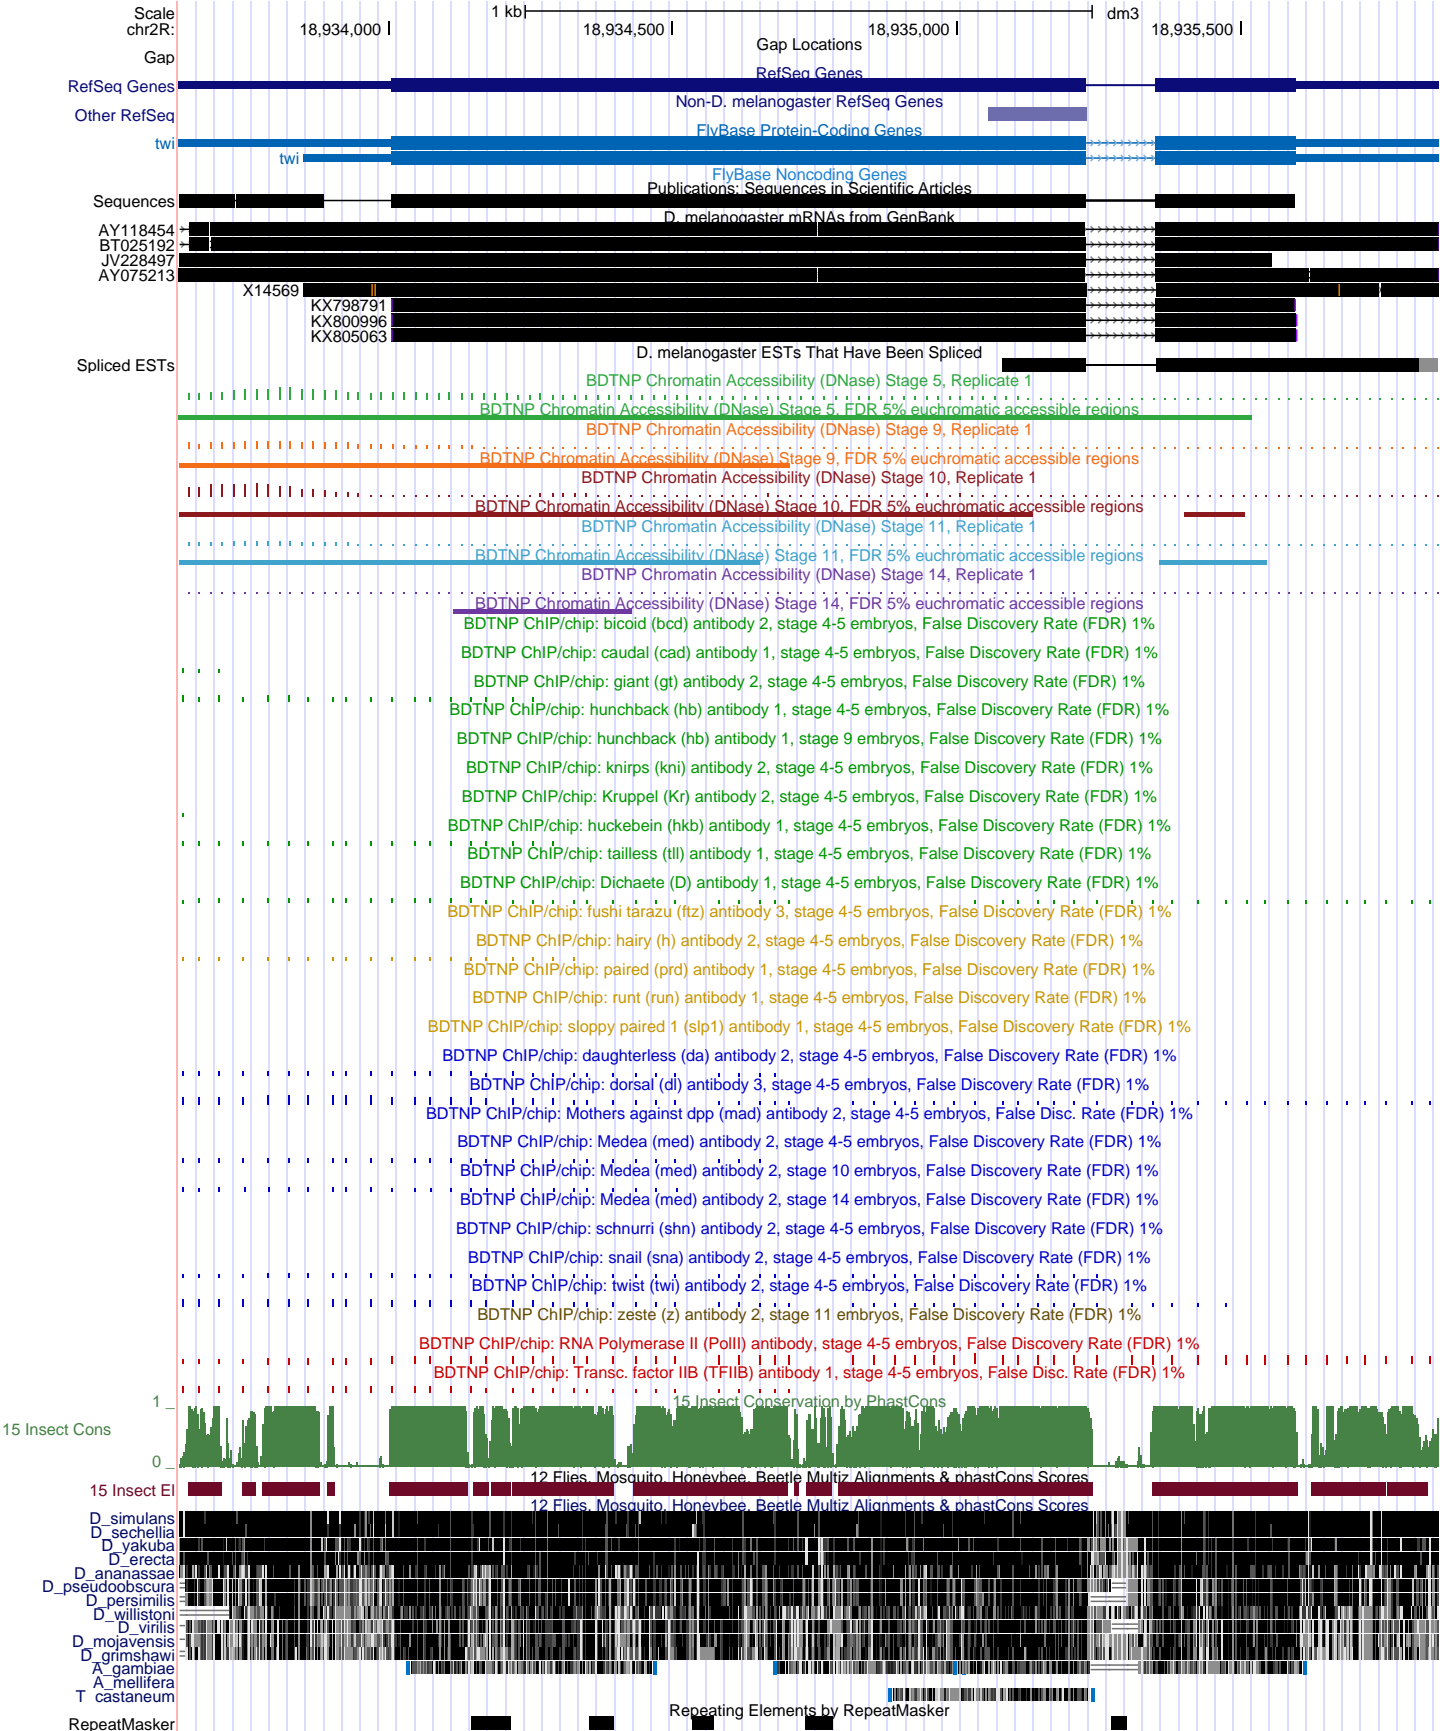 Scale 1 kb dm3
chr2R: 18,934,000 18,934,500 18,935,000 18,935,500
Gap Locations
Gap
RefSeq Genes
RefSeq Genes
Non-D. melanogaster RefSeq Genes
Other RefSeq
FlyBase Protein-Coding Genes
twi
twi
FlyBase Noncoding Genes
Publications: Sequences in Scientific Articles
Sequences
D. melanogaster mRNAs from GenBank
AY118454
BT025192
JV228497
AY075213
X14569
KX798791
KX800996
KX805063
D. melanogaster ESTs That Have Been Spliced
Spliced ESTs
BDTNP Chromatin Accessibility (DNase) Stage 5, Replicate 1
BDTNP Chromatin Accessibility (DNase) Stage 5, FDR 5% euchromatic accessible regions
BDTNP Chromatin Accessibility (DNase) Stage 9, Replicate 1
BDTNP Chromatin Accessibility (DNase) Stage 9, FDR 5% euchromatic accessible regions
BDTNP Chromatin Accessibility (DNase) Stage 10, Replicate 1
BDTNP Chromatin Accessibility (DNase) Stage 10, FDR 5% euchromatic accessible regions
BDTNP Chromatin Accessibility (DNase) Stage 11, Replicate 1
BDTNP Chromatin Accessibility (DNase) Stage 11, FDR 5% euchromatic accessible regions
BDTNP Chromatin Accessibility (DNase) Stage 14, Replicate 1
BDTNP Chromatin Accessibility (DNase) Stage 14, FDR 5% euchromatic accessible regions
BDTNP ChIP/chip: bicoid (bcd) antibody 2, stage 4-5 embryos, False Discovery Rate (FDR) 1%
BDTNP ChIP/chip: caudal (cad) antibody 1, stage 4-5 embryos, False Discovery Rate (FDR) 1%
BDTNP ChIP/chip: giant (gt) antibody 2, stage 4-5 embryos, False Discovery Rate (FDR) 1%
BDTNP ChIP/chip: hunchback (hb) antibody 1, stage 4-5 embryos, False Discovery Rate (FDR) 1%
BDTNP ChIP/chip: hunchback (hb) antibody 1, stage 9 embryos, False Discovery Rate (FDR) 1%
BDTNP ChIP/chip: knirps (kni) antibody 2, stage 4-5 embryos, False Discovery Rate (FDR) 1%
BDTNP ChIP/chip: Kruppel (Kr) antibody 2, stage 4-5 embryos, False Discovery Rate (FDR) 1%
BDTNP ChIP/chip: huckebein (hkb) antibody 1, stage 4-5 embryos, False Discovery Rate (FDR) 1%
BDTNP ChIP/chip: tailless (tll) antibody 1, stage 4-5 embryos, False Discovery Rate (FDR) 1%
BDTNP ChIP/chip: Dichaete (D) antibody 1, stage 4-5 embryos, False Discovery Rate (FDR) 1%
BDTNP ChIP/chip: fushi tarazu (ftz) antibody 3, stage 4-5 embryos, False Discovery Rate (FDR) 1%
BDTNP ChIP/chip: hairy (h) antibody 2, stage 4-5 embryos, False Discovery Rate (FDR) 1%
BDTNP ChIP/chip: paired (prd) antibody 1, stage 4-5 embryos, False Discovery Rate (FDR) 1%
BDTNP ChIP/chip: runt (run) antibody 1, stage 4-5 embryos, False Discovery Rate (FDR) 1%
BDTNP ChIP/chip: sloppy paired 1 (slp1) antibody 1, stage 4-5 embryos, False Discovery Rate (FDR) 1%
BDTNP ChIP/chip: daughterless (da) antibody 2, stage 4-5 embryos, False Discovery Rate (FDR) 1%
BDTNP ChIP/chip: dorsal (dl) antibody 3, stage 4-5 embryos, False Discovery Rate (FDR) 1%
BDTNP ChIP/chip: Mothers against dpp (mad) antibody 2, stage 4-5 embryos, False Disc. Rate (FDR) 1%
BDTNP ChIP/chip: Medea (med) antibody 2, stage 4-5 embryos, False Discovery Rate (FDR) 1%
BDTNP ChIP/chip: Medea (med) antibody 2, stage 10 embryos, False Discovery Rate (FDR) 1%
BDTNP ChIP/chip: Medea (med) antibody 2, stage 14 embryos, False Discovery Rate (FDR) 1%
BDTNP ChIP/chip: schnurri (shn) antibody 2, stage 4-5 embryos, False Discovery Rate (FDR) 1%
BDTNP ChIP/chip: snail (sna) antibody 2, stage 4-5 embryos, False Discovery Rate (FDR) 1%
BDTNP ChIP/chip: twist (twi) antibody 2, stage 4-5 embryos, False Discovery Rate (FDR) 1%
BDTNP ChIP/chip: zeste (z) antibody 2, stage 11 embryos, False Discovery Rate (FDR) 1%
BDTNP ChIP/chip: RNA Polymerase II (PolII) antibody, stage 4-5 embryos, False Discovery Rate (FDR) 1%
BDTNP ChIP/chip: Transc. factor IIB (TFIIB) antibody 1, stage 4-5 embryos, False Disc. Rate (FDR) 1%
15 Insect Conservation by PhastCons
1 _
15 Insect Cons
0 _
12 Flies, Mosquito, Honeybee, Beetle Multiz Alignments & phastCons Scores
15 Insect El
12 Flies, Mosquito, Honeybee, Beetle Multiz Alignments & phastCons Scores
D_simulans
D_sechellia
D_yakuba
D_erecta
D_ananassae
D_pseudoobscura
D_persimilis
D_willistoni
D_virilis
D_mojavensis
D_grimshawi
A_gambiae
A_mellifera
T_castaneum
Repeating Elements by RepeatMasker
RepeatMasker